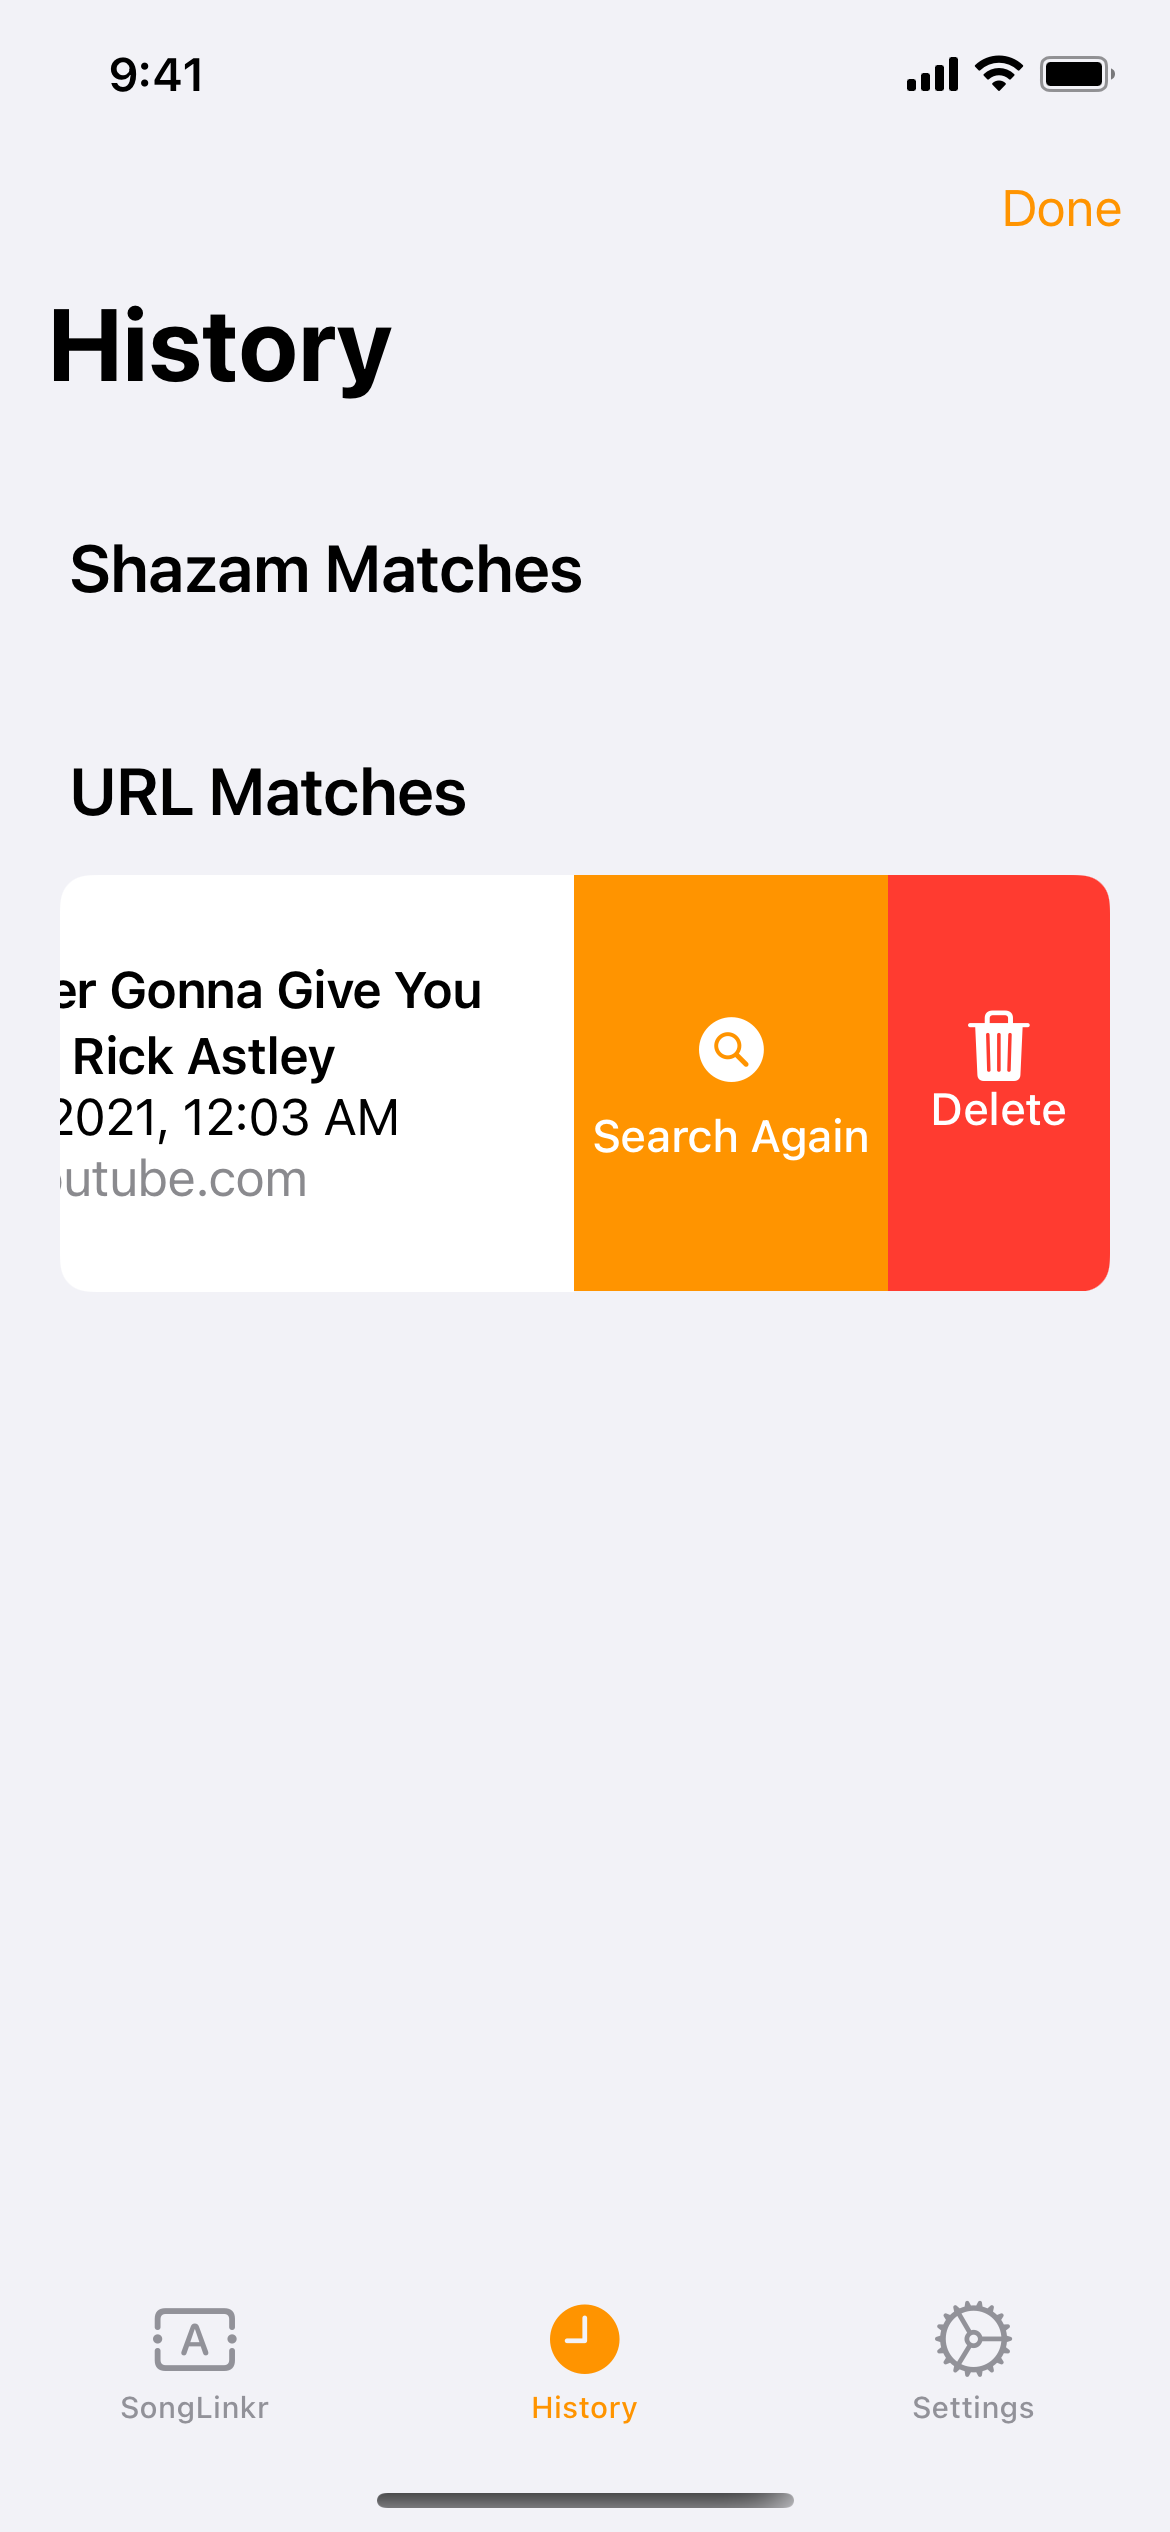 9:41
Done
History
Shazam Matches
URL Matches
er Gonna Give You
Rick Astley
2021, 12:03 AM
outube.com
Search Again
Delete
A
SongLinkr
History
Settings